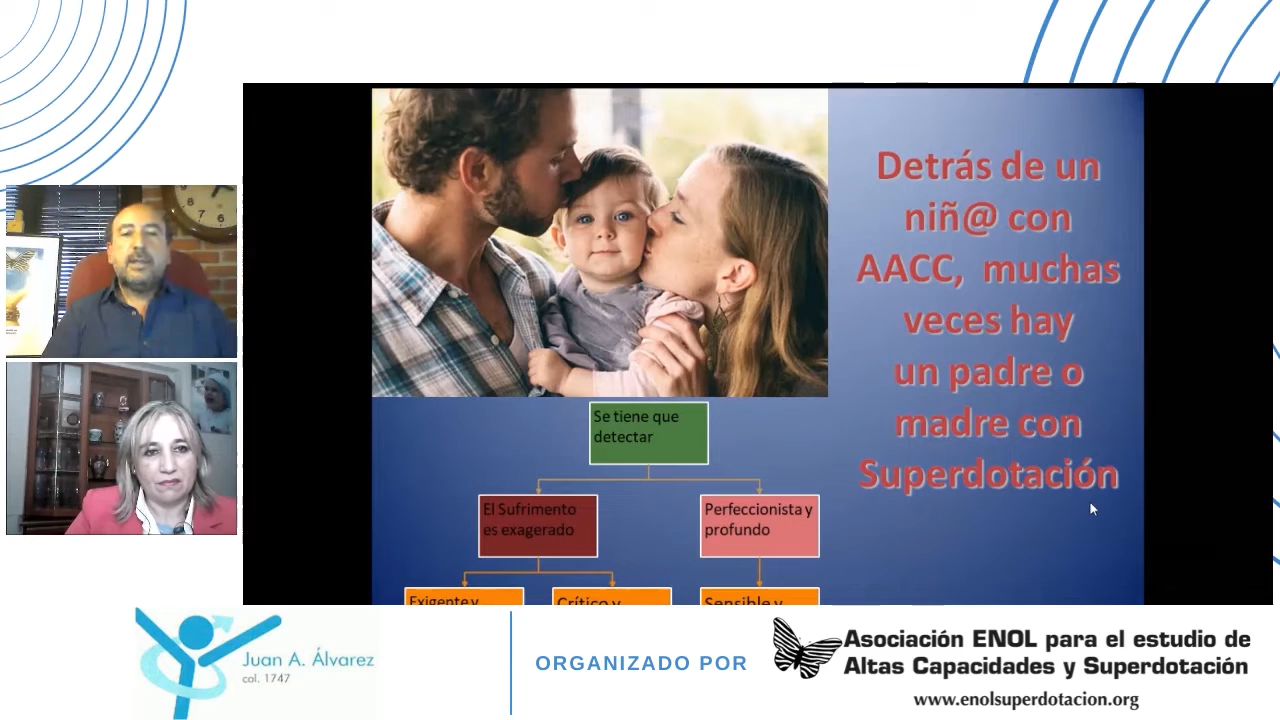 Detrás de un
niñ@ con
AACC, muchas
veces hay
un padre o
madre con
Superdotación
Se tiene que
detectar
El Sufrimento
es exagerado
Perfeccionista y
profundo
Exigente y
Crítico y
Sensible y
Juan A. Álvarez
col. 1747
ORGANIZADO POR
Asociación ENOL para el estudio de
Altas Capacidades y Superdotación
www.enolsuperdotacion.org